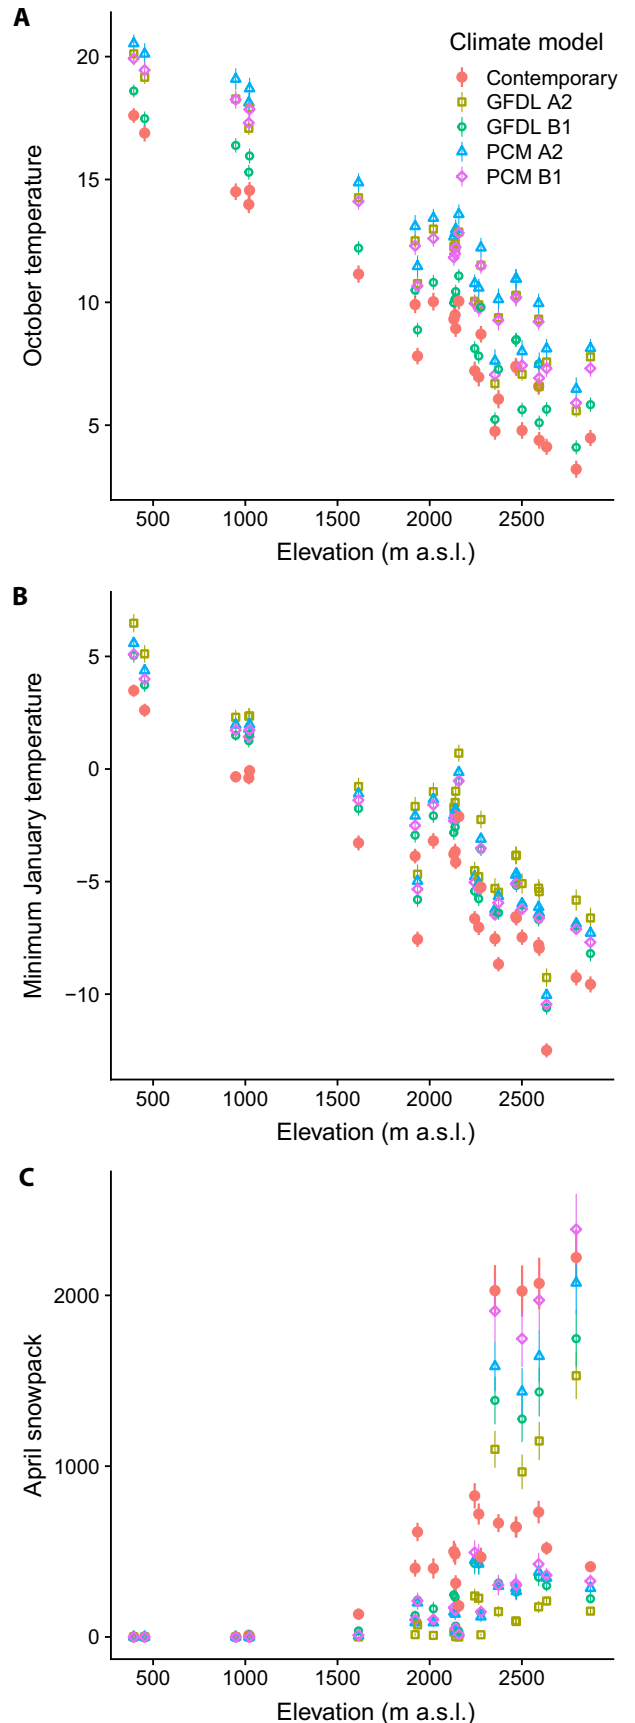 A
Climate model
Contemporary
GFDL A2
GFDL B1
PCM A2
PCM B1
October temperature
20
15
10
5
500 1000 1500 2000 2500
Elevation (m a.s.l.)
B
Minimum January temperature
5
0
−5
−10
500 1000 1500 2000 2500
Elevation (m a.s.l.)
C
April snowpack
2000
1000
0
500 1000 1500 2000 2500
Elevation (m a.s.l.)